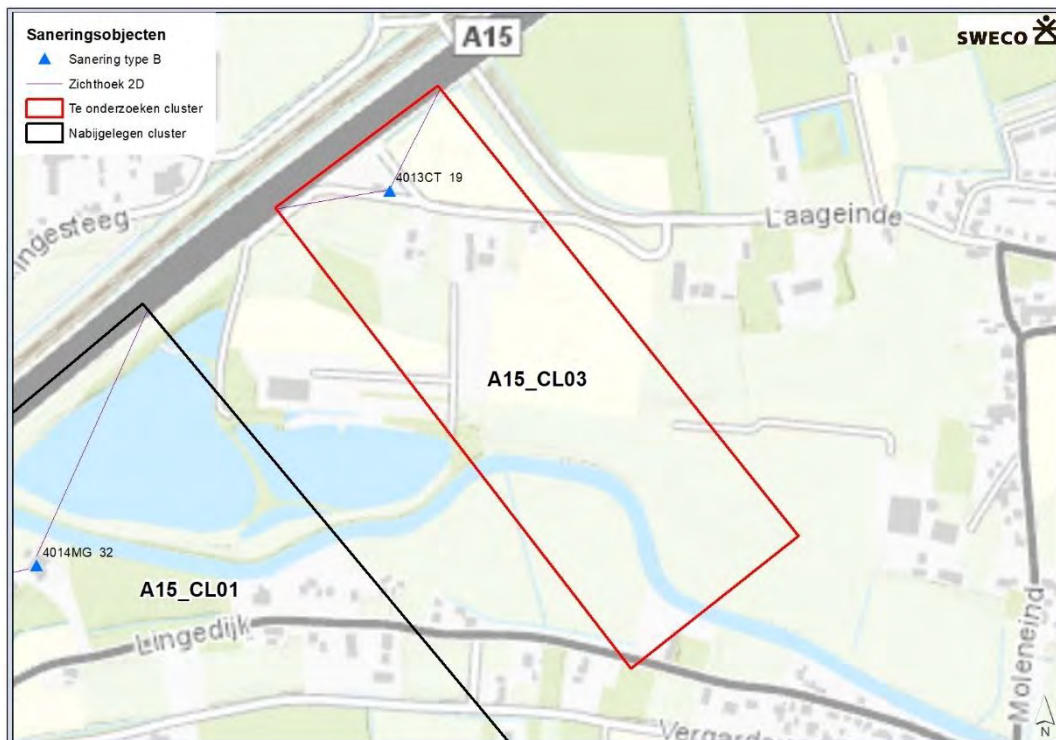 Saneringsobjecten
Sanering type B
Zichthoek 2D
Te onderzoeken cluster
Nabijgelegen cluster
A15
SWECO
4013CT 19
Laageinde
ingesteeg
A15_CL03
4014MG 32
A15_CL01
Lingedijk
Moleneind
N